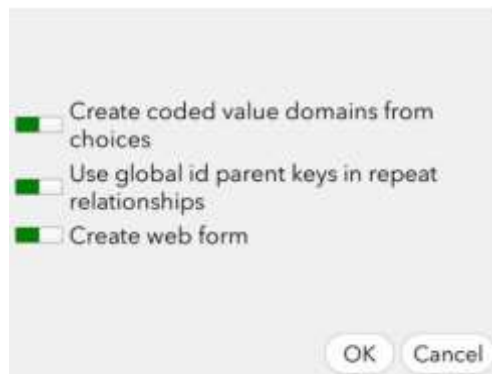 Create coded value domains from
choices
Use global id parent keys in repeat
relationships
Create web form
OK Cancel